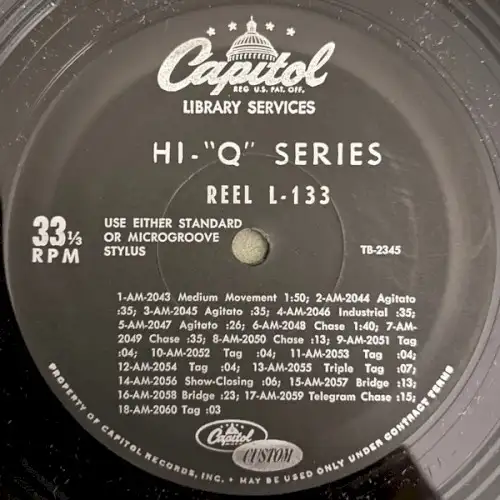 Capitol
REG. U.S. PAT. OFF.
LIBRARY SERVICES
HI-"Q" SERIES
REEL L-133
33⅓
RPM
USE EITHER STANDARD
OR MICROGROOVE
STYLUS
TB-2345
1-AM-2043 Medium Movement 1:50; 2-AM-2044 Agitato
:35; 3-AM-2045 Agitato :35; 4-AM-2046 Industrial :35;
5-AM-2047 Agitato :26; 6-AM-2048 Chase 1:40; 7-AM-
2049 Chase :35; 8-AM-2050 Chase :13; 9-AM-2051 Tag
:04; 10-AM-2052 Tag :04; 11-AM-2053 Tag :04;
12-AM-2054 Tag :04; 13-AM-2055 Triple Tag :07;
14-AM-2056 Show-Closing :06; 15-AM-2057 Bridge :13;
16-AM-2058 Bridge :23; 17-AM-2059 Telegram Chase :15;
18-AM-2060 Tag :03
Capitol
CUSTOM
PROPERTY OF CAPITOL RECORDS, INC. • MAY BE USED ONLY UNDER CONTRACT TERMS